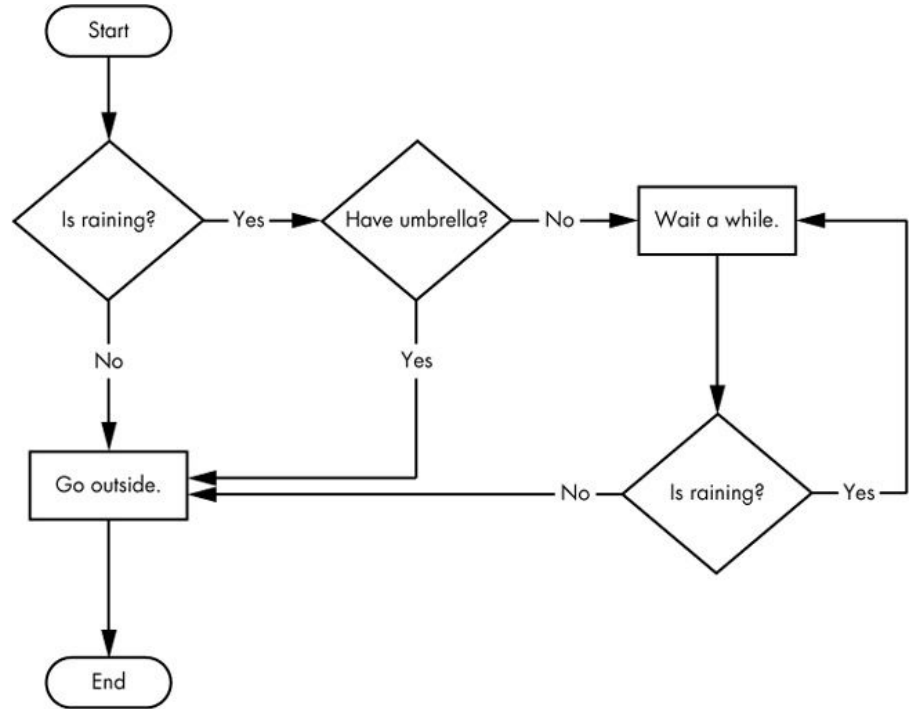 Start
Is raining?
Yes
Have umbrella?
No
Wait a while.
No
Yes
Go outside.
No
Is raining?
Yes
End